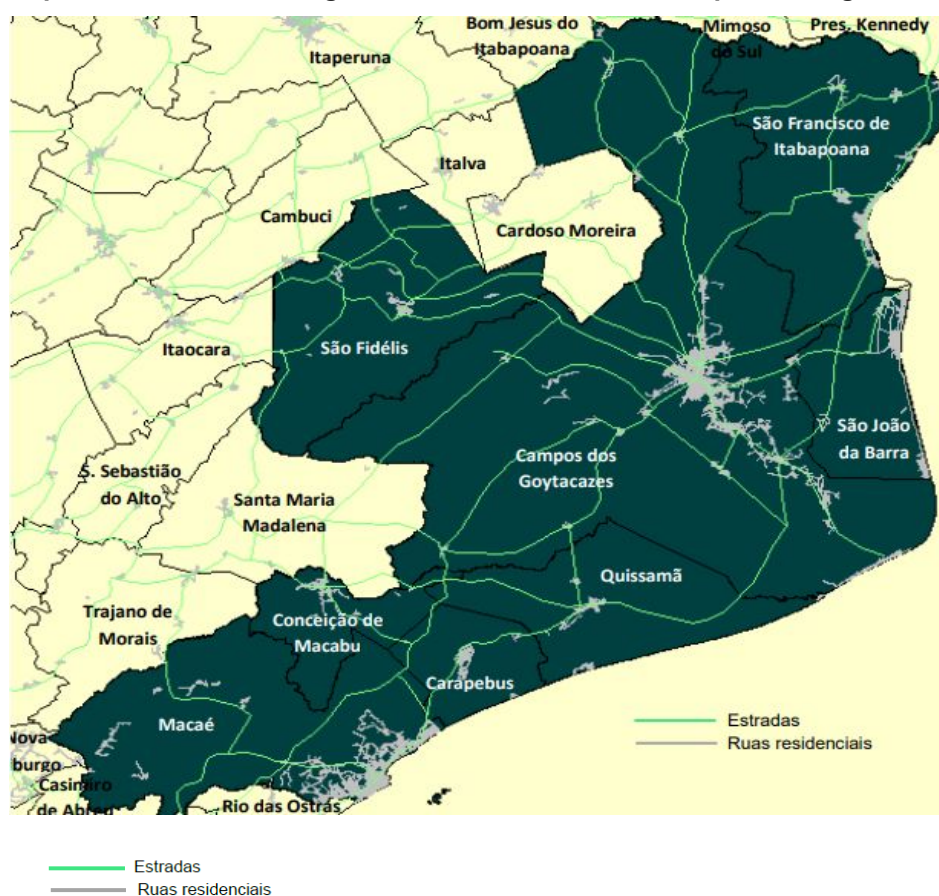 Bom Jesus do
Itabapoana
Mimoso
do Sul
Pres. Kennedy
Itaperuna
São Francisco de
Itabapoana
Italva
Cambuci
Cardoso Moreira
Itaocara
São Fidélis
São João
da Barra
Campos dos
Goytacazes
S. Sebastião
do Alto
Santa Maria
Madalena
Quissamã
Trajano de
Morais
Conceição de
Macabu
Carapebus
Macaé
Nova
burgo
Casimiro
de Abreu
Rio das Ostras
Estradas
Ruas residenciais
Estradas
Ruas residenciais